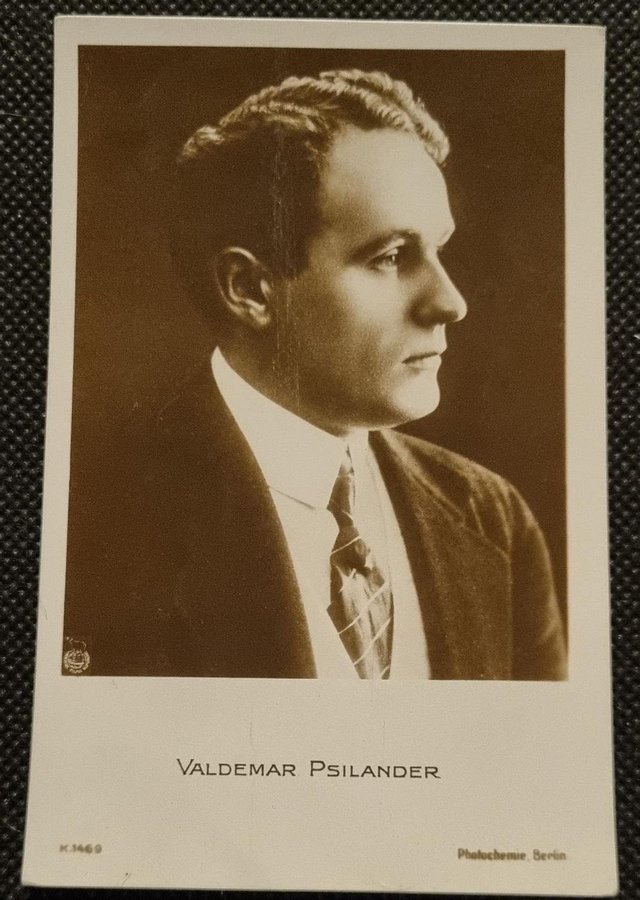 VALDEMAR PSILANDER
K.1469
Photochemie, Berlin